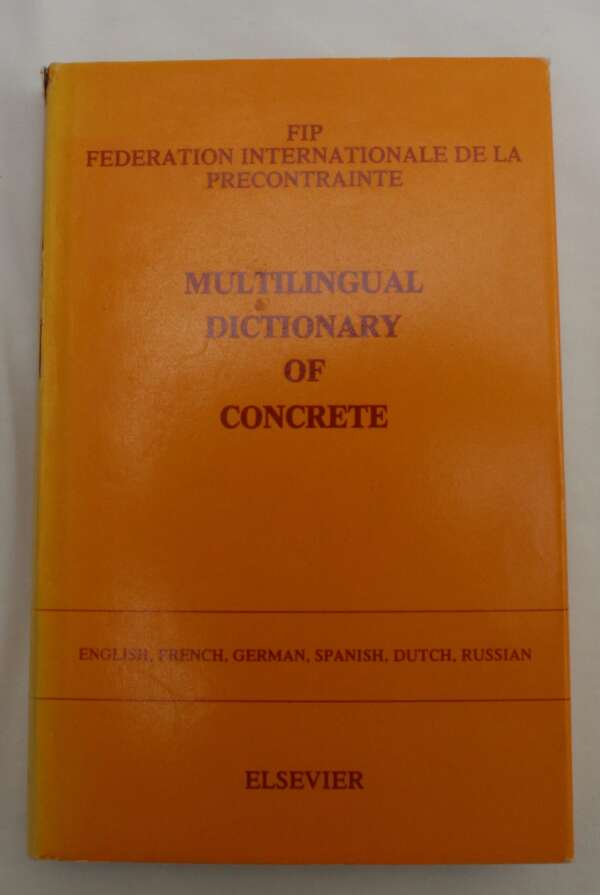 FIP
FEDERATION INTERNATIONALE DE LA
PRECONTRAINTE
MULTILINGUAL
DICTIONARY
OF
CONCRETE
ENGLISH, FRENCH, GERMAN, SPANISH, DUTCH, RUSSIAN
ELSEVIER